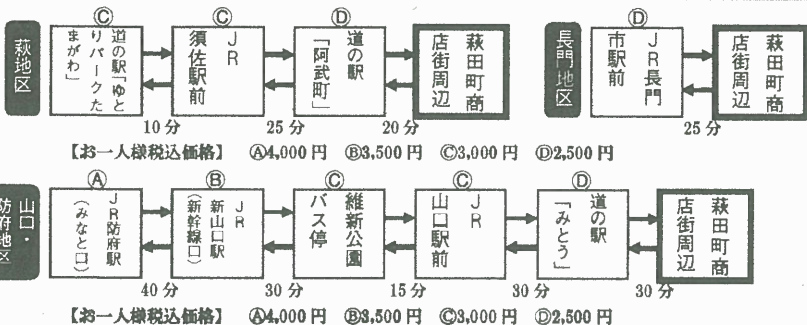 萩地区
Ⓒ
道の駅「ゆとりパークたまがわ」
10分
Ⓒ
JR須佐駅前
25分
Ⓓ
道の駅「阿武町」
20分
萩田町商店街周辺
長門地区
Ⓓ
JR長門市駅前
25分
萩田町商店街周辺
【お一人様税込価格】 Ⓐ4,000円 Ⓑ3,500円 Ⓒ3,000円 Ⓓ2,500円
山口・防府地区
Ⓐ
JR防府駅
(みなと口)
40分
Ⓑ
JR新山口駅
(新幹線口)
30分
Ⓒ
維新公園バス停
15分
Ⓒ
JR山口駅前
30分
Ⓓ
道の駅「みとう」
30分
萩田町商店街周辺
【お一人様税込価格】 Ⓐ4,000円 Ⓑ3,500円 Ⓒ3,000円 Ⓓ2,500円